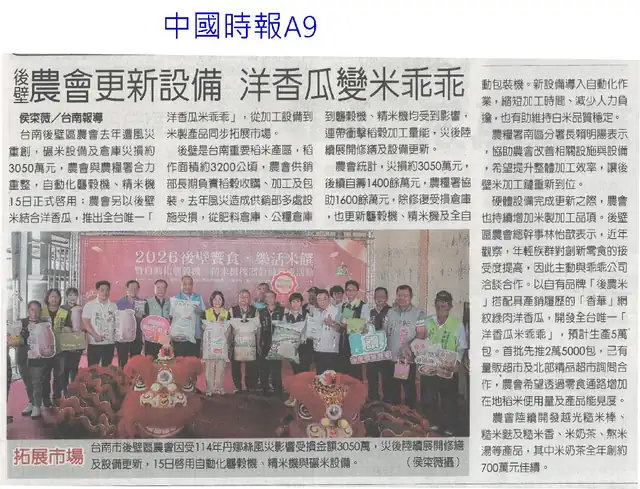 中國時報A9
後壁農會更新設備 洋香瓜變米乖乖
侯突薇/台南報導
台南後壁區農會去年遭風災
重創,碾米設備及倉庫災損約
3050萬元,農會與農糧署合力
重整,自動化礱穀機、精米機
15日正式啓用;農會另以後壁
米結合洋香瓜,推出全台唯一「
洋香瓜米乖乖」,從加工設備到
米製產品同步拓展市場。
後壁是台南重要稻米產區,稻
作面積約3200公頃,農會供銷
部長期負責稻穀收購、加工及包
裝。去年風災造成供銷部多處設
施受損,從肥料倉庫、公糧倉庫
到礱穀機、精米機均受到影響,
連帶衝擊稻穀加工量能,災後陸
續展開修繕及設備更新。
農會統計,災損約3050萬元,
後續自籌1400餘萬元,農糧署協
助1600餘萬元,除修復受損倉庫
,也更新礱穀機、精米機及全自
動包裝機。新設備導入自動化作
業,縮短加工時間、減少人力負
擔,也有助維持白米品質穩定。
農糧署南區分署長賴明陽表示
,協助農會改善相關設施與設備
,希望提升整體加工效率,讓後
壁米加工鏈重新到位。
硬體設備完成更新之際,農會
也持續增加米製加工品項。後壁
區農會總幹事林怡歆表示,近年
觀察,年輕族群對創新零食的接
受度提高,因此主動與乖乖公司
洽談合作。以自有品牌「後農米
」搭配具產銷履歷的「香華」網
紋綠肉洋香瓜,開發全台唯一「
洋香瓜米乖乖」,預計生產5萬
包。首批先推2萬5000包,已有
量販超市及北部精品超市詢問合
作,農會希望透過零食通路增加
在地稻米使用量及產品能見度。
農會陸續開發越光糙米棒、
糙米麩及糙米香、米奶茶、熬米
湯等產品,其中米奶茶全年創約
700萬元佳績。
2026後壁饗食‧樂活米饌
暨自動化礱穀機、精米機復設啟用活動
拓展市場
台南市後壁區農會因受114年丹娜絲風災影響受損金額3050萬,災後陸續展開修繕
及設備更新,15日啓用自動化礱穀機、精米機與碾米設備。 (侯突薇攝)